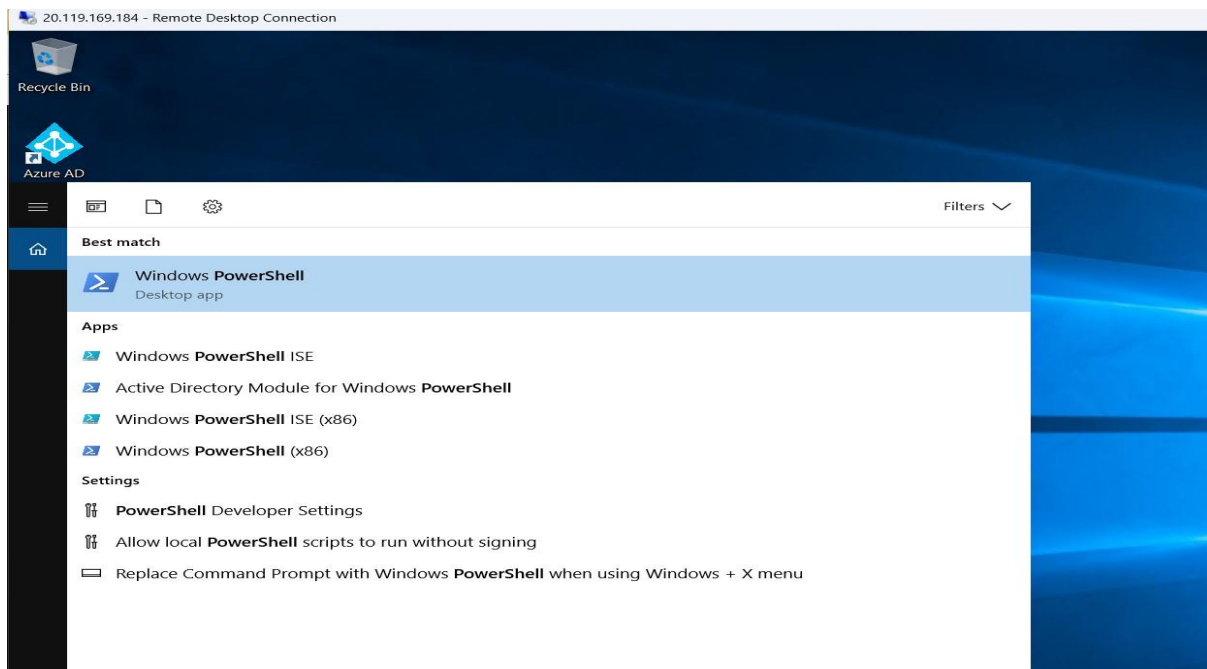 20.119.169.184 - Remote Desktop Connection
Recycle Bin
Azure AD
Filters
Best match
Windows PowerShell
Desktop app
Apps
Windows PowerShell ISE
Active Directory Module for Windows PowerShell
Windows PowerShell ISE (x86)
Windows PowerShell (x86)
Settings
PowerShell Developer Settings
Allow local PowerShell scripts to run without signing
Replace Command Prompt with Windows PowerShell when using Windows + X menu